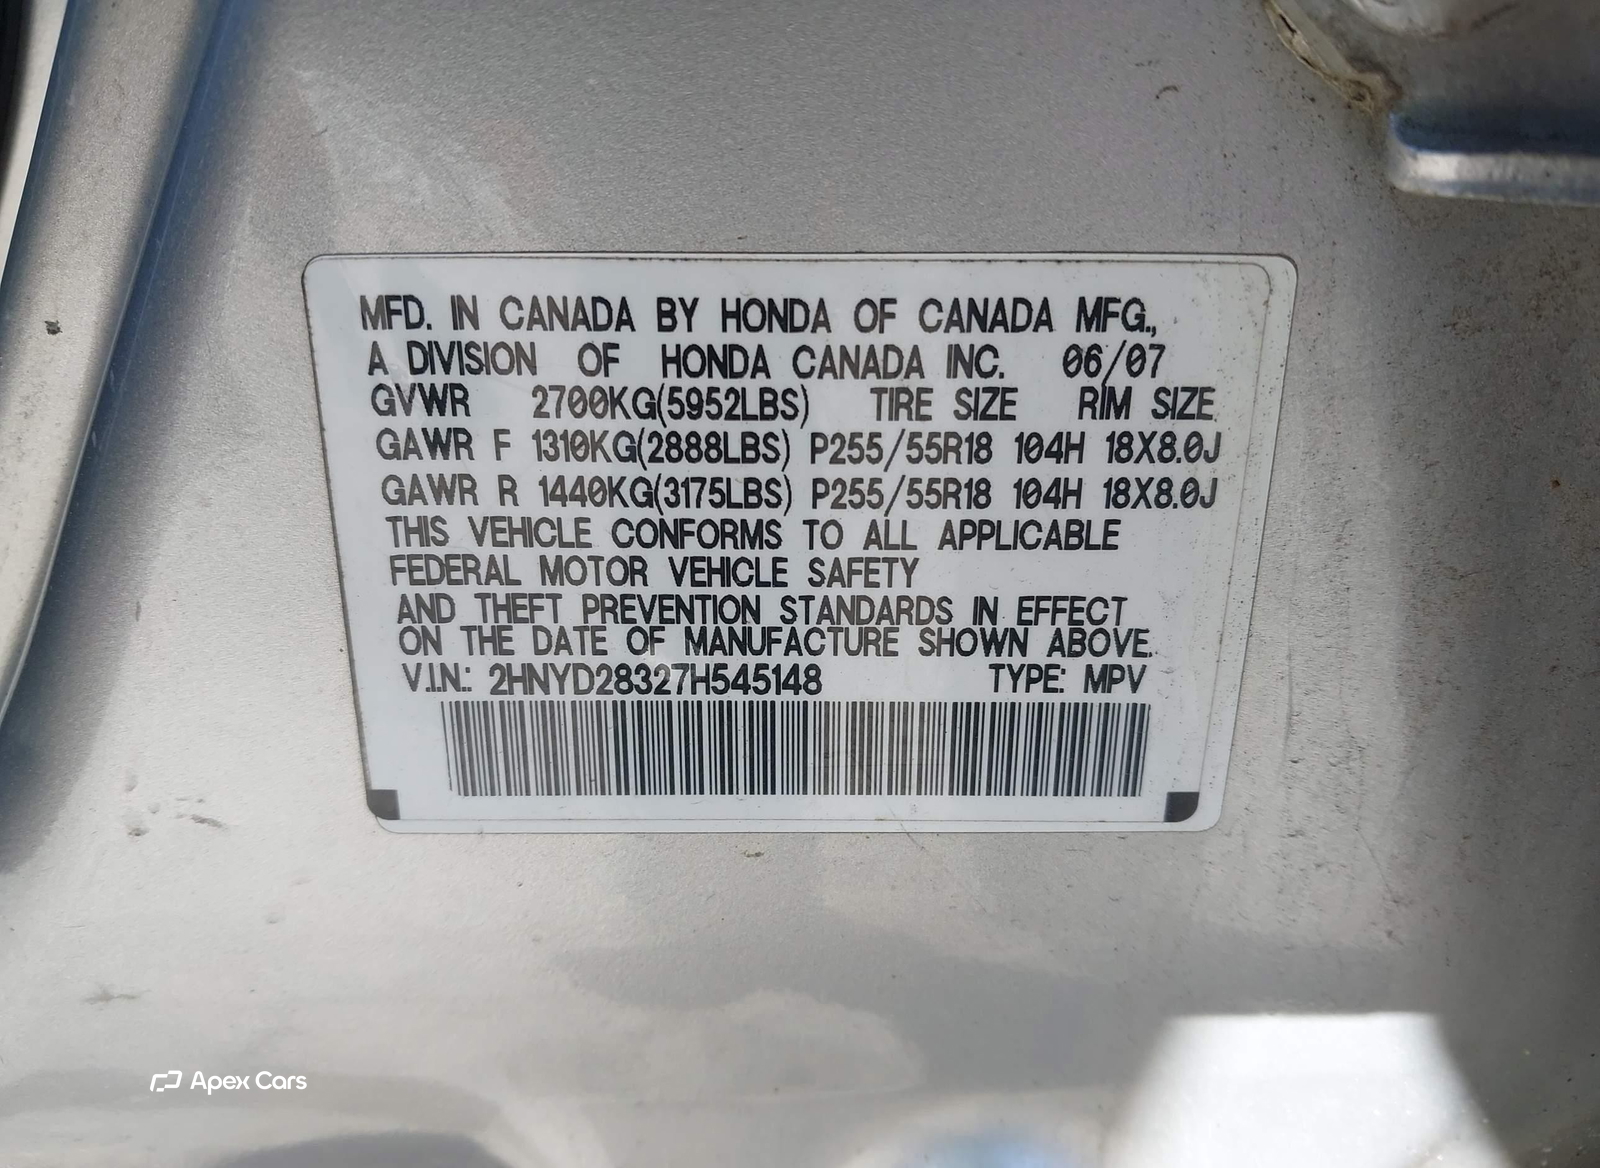 MFD. IN CANADA BY HONDA OF CANADA MFG.,
A DIVISION OF HONDA CANADA INC. 06/07
GVWR 2700KG(5952LBS) TIRE SIZE RIM SIZE
GAWR F 1310KG(2888LBS) P255/55R18 104H 18X8.0J
GAWR R 1440KG(3175LBS) P255/55R18 104H 18X8.0J
THIS VEHICLE CONFORMS TO ALL APPLICABLE
FEDERAL MOTOR VEHICLE SAFETY
AND THEFT PREVENTION STANDARDS IN EFFECT
ON THE DATE OF MANUFACTURE SHOWN ABOVE.
V.I.N.: 2HNYD28327H545148 TYPE: MPV
Apex Cars